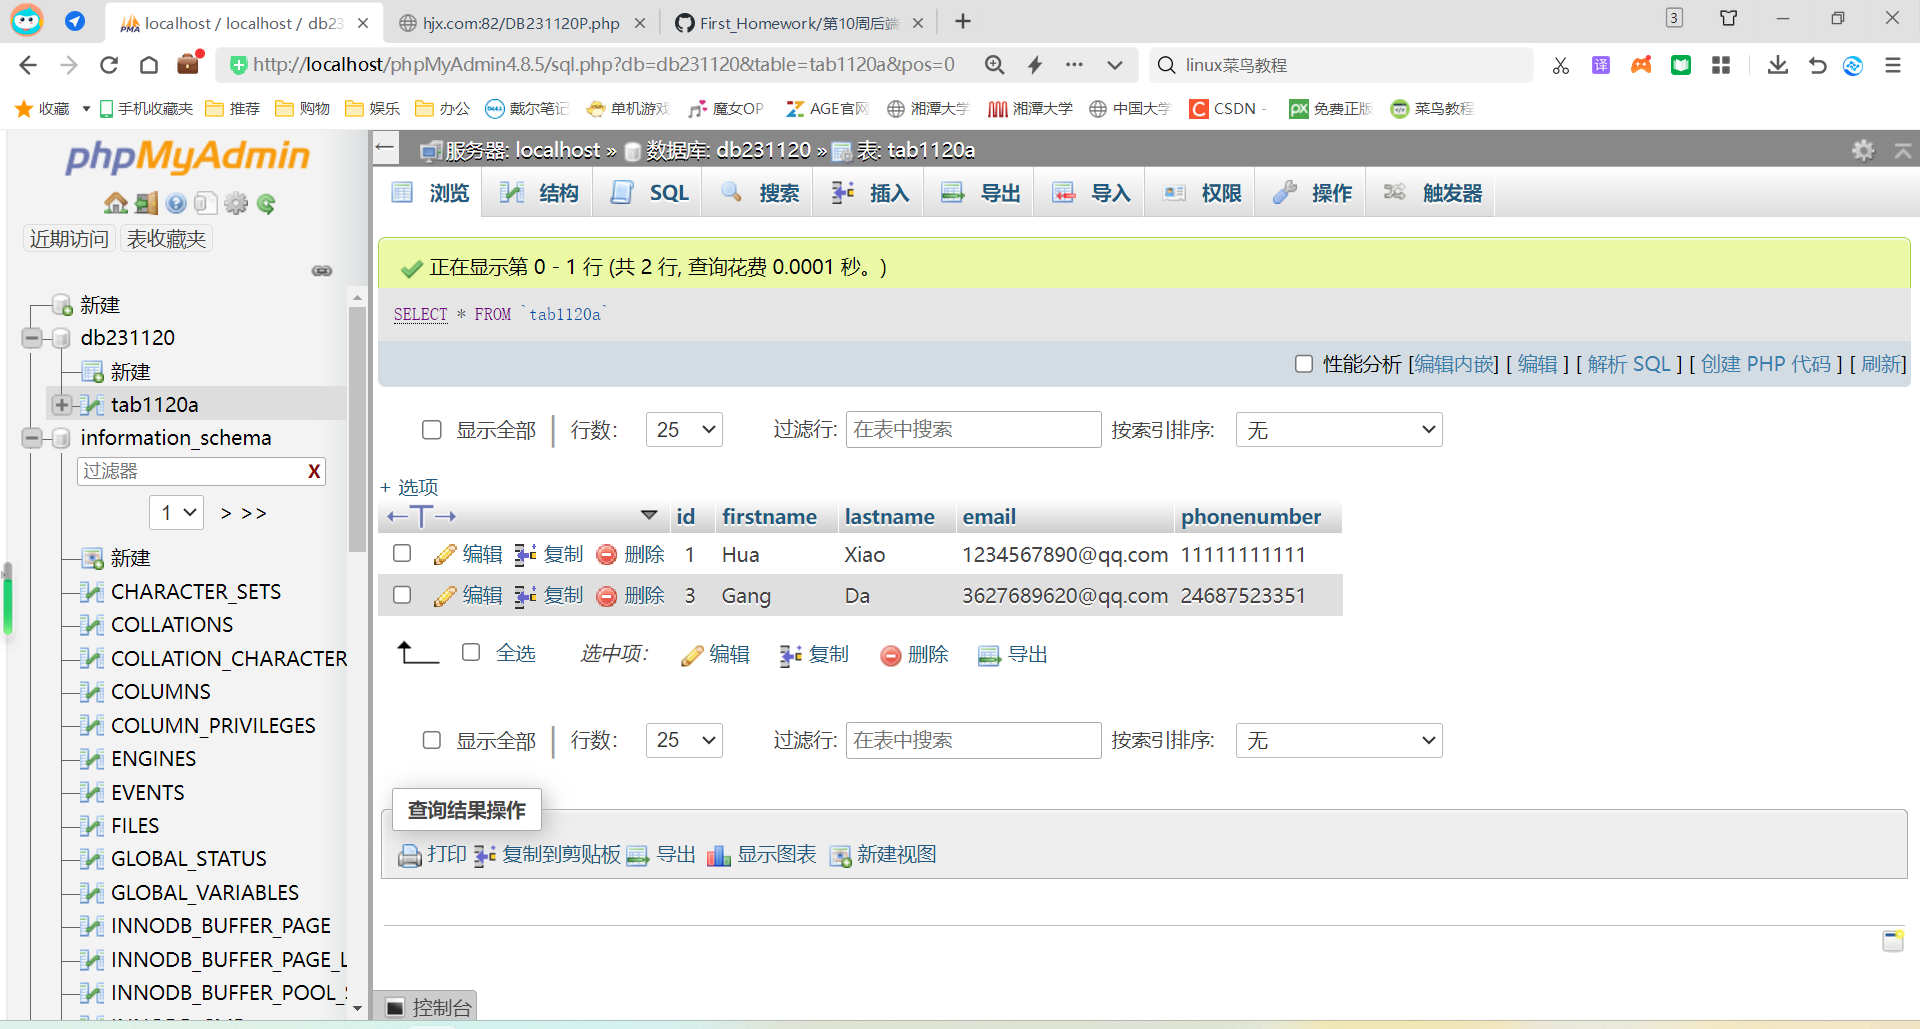 localhost / localhost / db23
hjx.com:82/DB231120P.php
First_Homework/第10周后端
3
http://localhost/phpMyAdmin4.8.5/sql.php?db=db231120&table=tab1120a&pos=0
linux菜鸟教程
收藏 手机收藏夹 推荐 购物 娱乐 办公 戴尔笔记 单机游戏 魔女OP AGE官网 湘潭大学 湘潭大学 中国大学 CSDN - 免费正版 菜鸟教程
phpMyAdmin
近期访问 表收藏夹
新建
db231120
新建
tab1120a
information_schema
过滤器 X
1 > >>
新建
CHARACTER_SETS
COLLATIONS
COLLATION_CHARACTER
COLUMNS
COLUMN_PRIVILEGES
ENGINES
EVENTS
FILES
GLOBAL_STATUS
GLOBAL_VARIABLES
INNODB_BUFFER_PAGE
INNODB_BUFFER_PAGE_L
INNODB_BUFFER_POOL_S
服务器: localhost » 数据库: db231120 » 表: tab1120a
浏览 结构 SQL 搜索 插入 导出 导入 权限 操作 触发器
正在显示第 0 - 1 行 (共 2 行, 查询花费 0.0001 秒。)
SELECT * FROM `tab1120a`
性能分析 [编辑内嵌] [ 编辑 ] [ 解析 SQL ] [ 创建 PHP 代码 ] [ 刷新]
显示全部 行数: 25 过滤行: 在表中搜索 按索引排序: 无
+ 选项
←T→ id firstname lastname email phonenumber
编辑 复制 删除 1 Hua Xiao 1234567890@qq.com 11111111111
编辑 复制 删除 3 Gang Da 3627689620@qq.com 24687523351
全选 选中项: 编辑 复制 删除 导出
显示全部 行数: 25 过滤行: 在表中搜索 按索引排序: 无
查询结果操作
打印 复制到剪贴板 导出 显示图表 新建视图
控制台